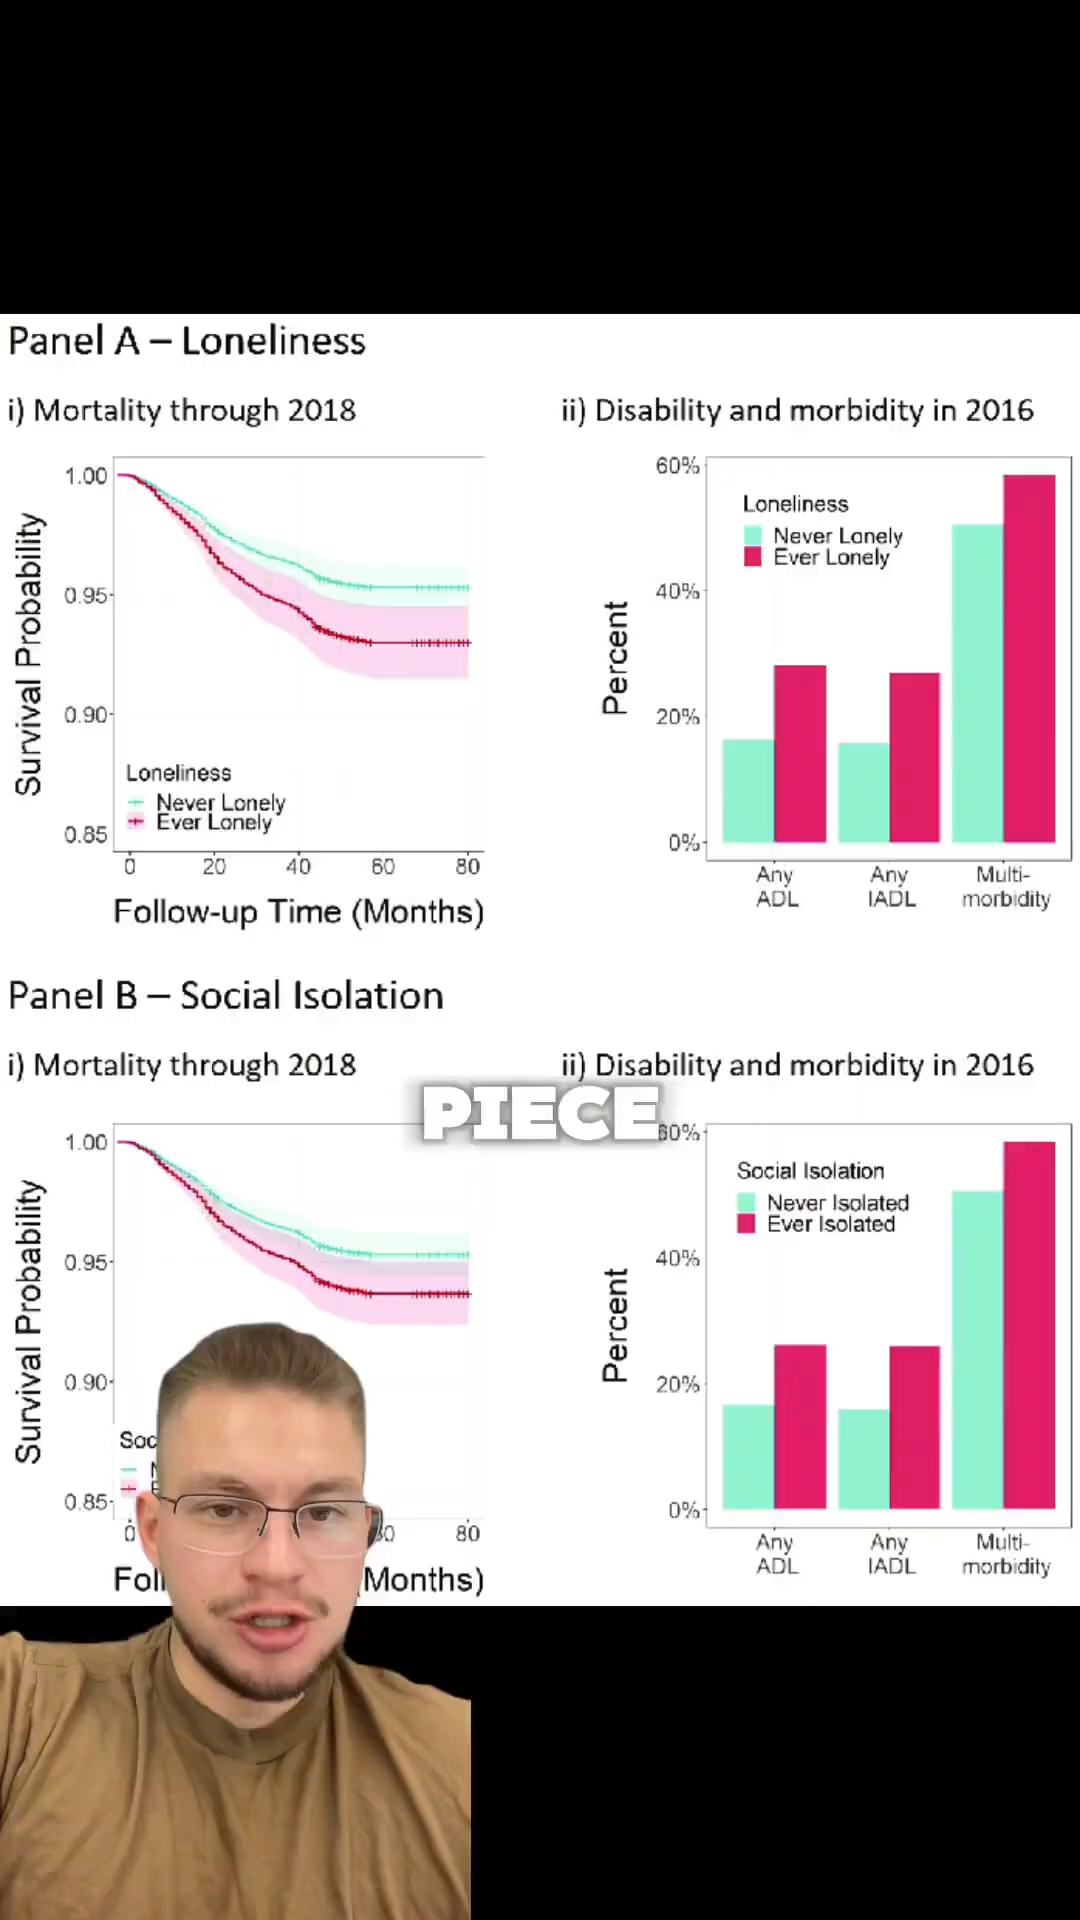 Panel A – Loneliness
i) Mortality through 2018
ii) Disability and morbidity in 2016
Survival Probability
1.00
0.95
0.90
0.85
Loneliness
Never Lonely
Ever Lonely
0 20 40 60 80
Follow-up Time (Months)
Percent
60%
40%
20%
0%
Loneliness
Never Lonely
Ever Lonely
Any ADL
Any IADL
Multi-morbidity
Panel B – Social Isolation
i) Mortality through 2018
ii) Disability and morbidity in 2016
PIECE
Survival Probability
1.00
0.95
0.90
0.85
Soc
0 80
Foll (Months)
Percent
60%
40%
20%
0%
Social Isolation
Never Isolated
Ever Isolated
Any ADL
Any IADL
Multi-morbidity